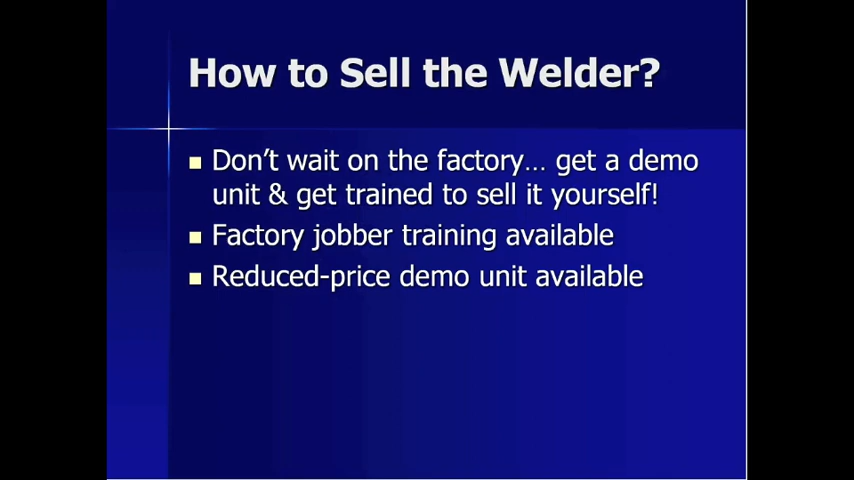 How to Sell the Welder?
Don't wait on the factory... get a demo
unit & get trained to sell it yourself!
Factory jobber training available
Reduced-price demo unit available